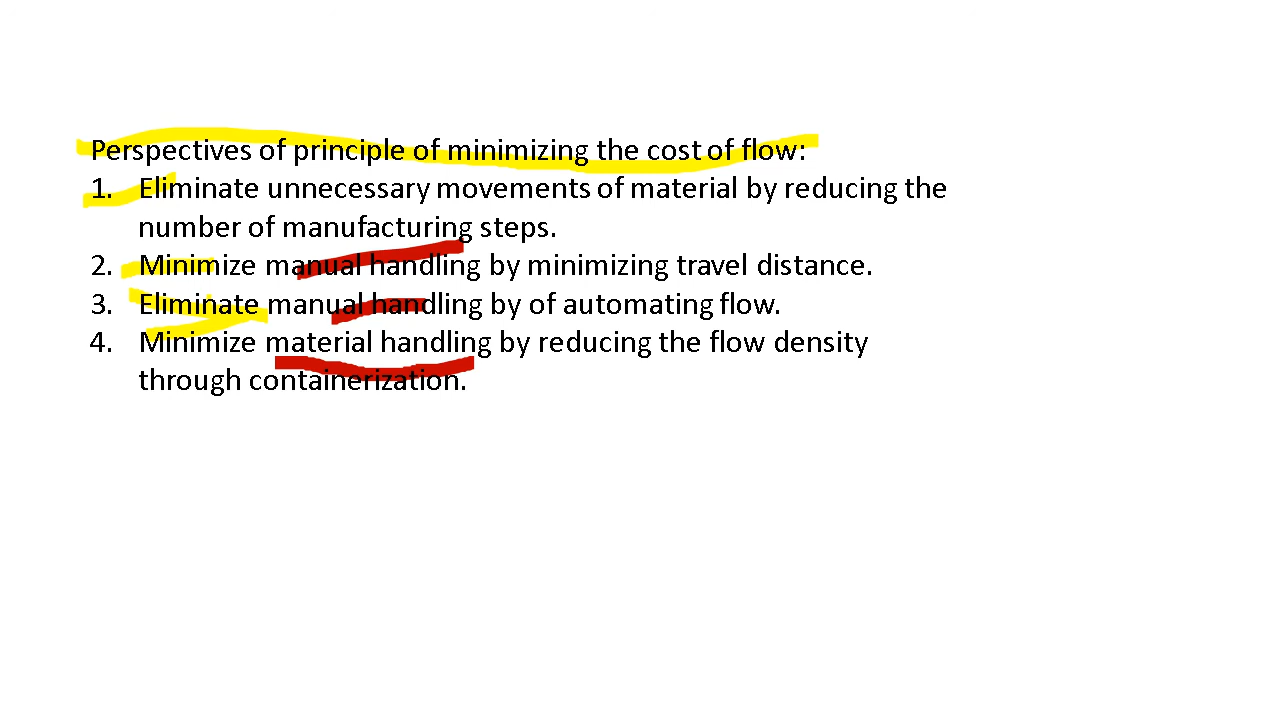 Perspectives of principle of minimizing the cost of flow:
1. Eliminate unnecessary movements of material by reducing the
number of manufacturing steps.
2. Minimize manual handling by minimizing travel distance.
3. Eliminate manual handling by of automating flow.
4. Minimize material handling by reducing the flow density
through containerization.